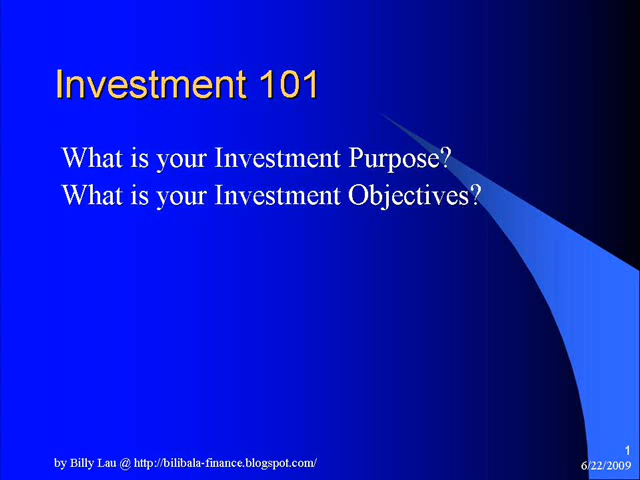 Investment 101
What is your Investment Purpose?
What is your Investment Objectives?
1
by Billy Lau @ http://bilibala-finance.blogspot.com/
6/22/2009